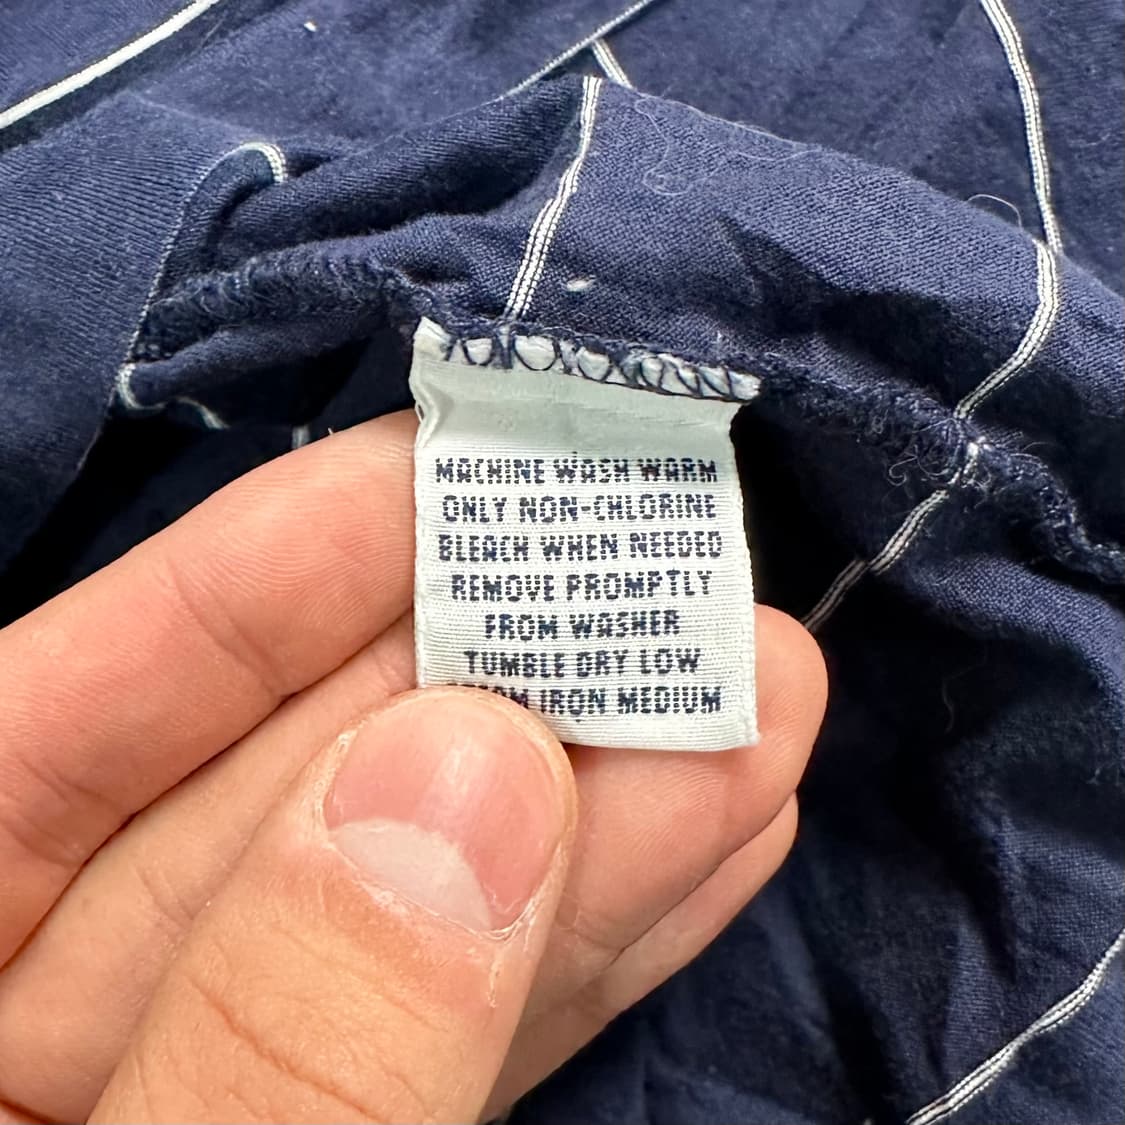 MACHINE WASH WARM
ONLY NON-CHLORINE
BLEACH WHEN NEEDED
REMOVE PROMPTLY
FROM WASHER
TUMBLE DRY LOW
IRON MEDIUM